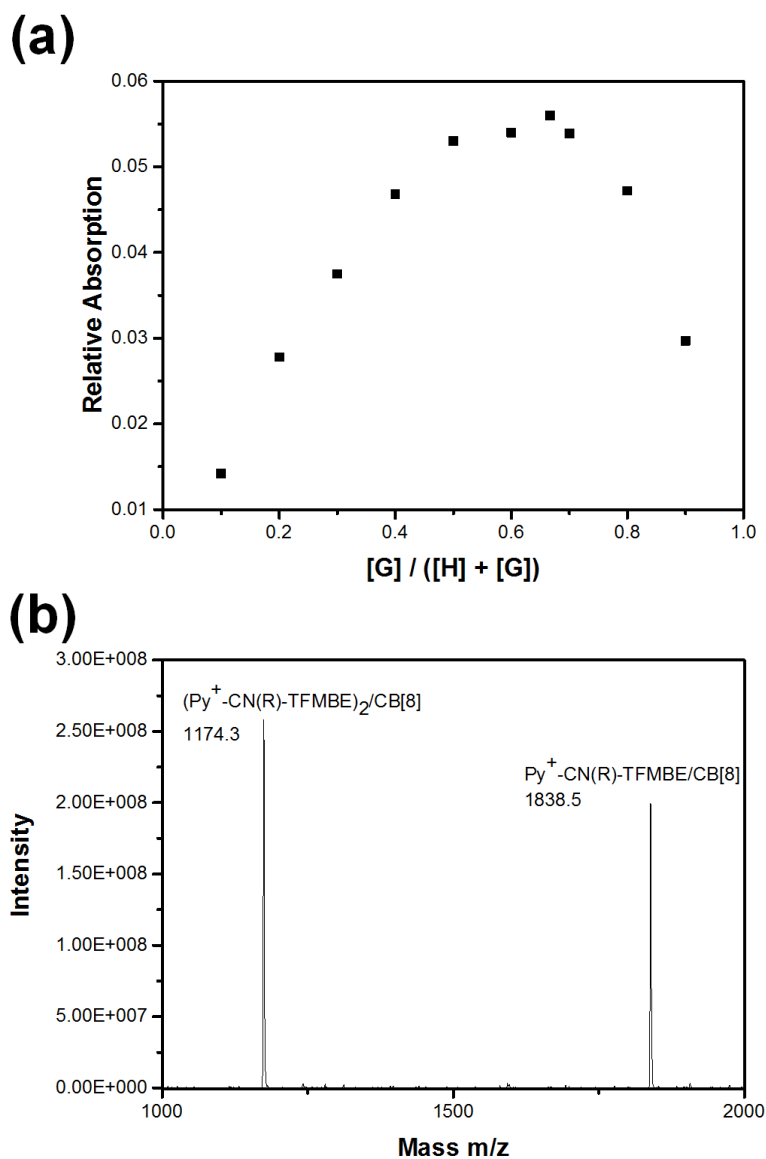 (a)
0.06
0.05
0.04
0.03
0.02
0.01
Relative Absorption
0.0 0.2 0.4 0.6 0.8 1.0
[G] / ([H] + [G])
(b)
3.00E+008
2.50E+008
2.00E+008
1.50E+008
1.00E+008
5.00E+007
0.00E+000
Intensity
(Py+-CN(R)-TFMBE)2/CB[8]
1174.3
Py+-CN(R)-TFMBE/CB[8]
1838.5
1000 1500 2000
Mass m/z